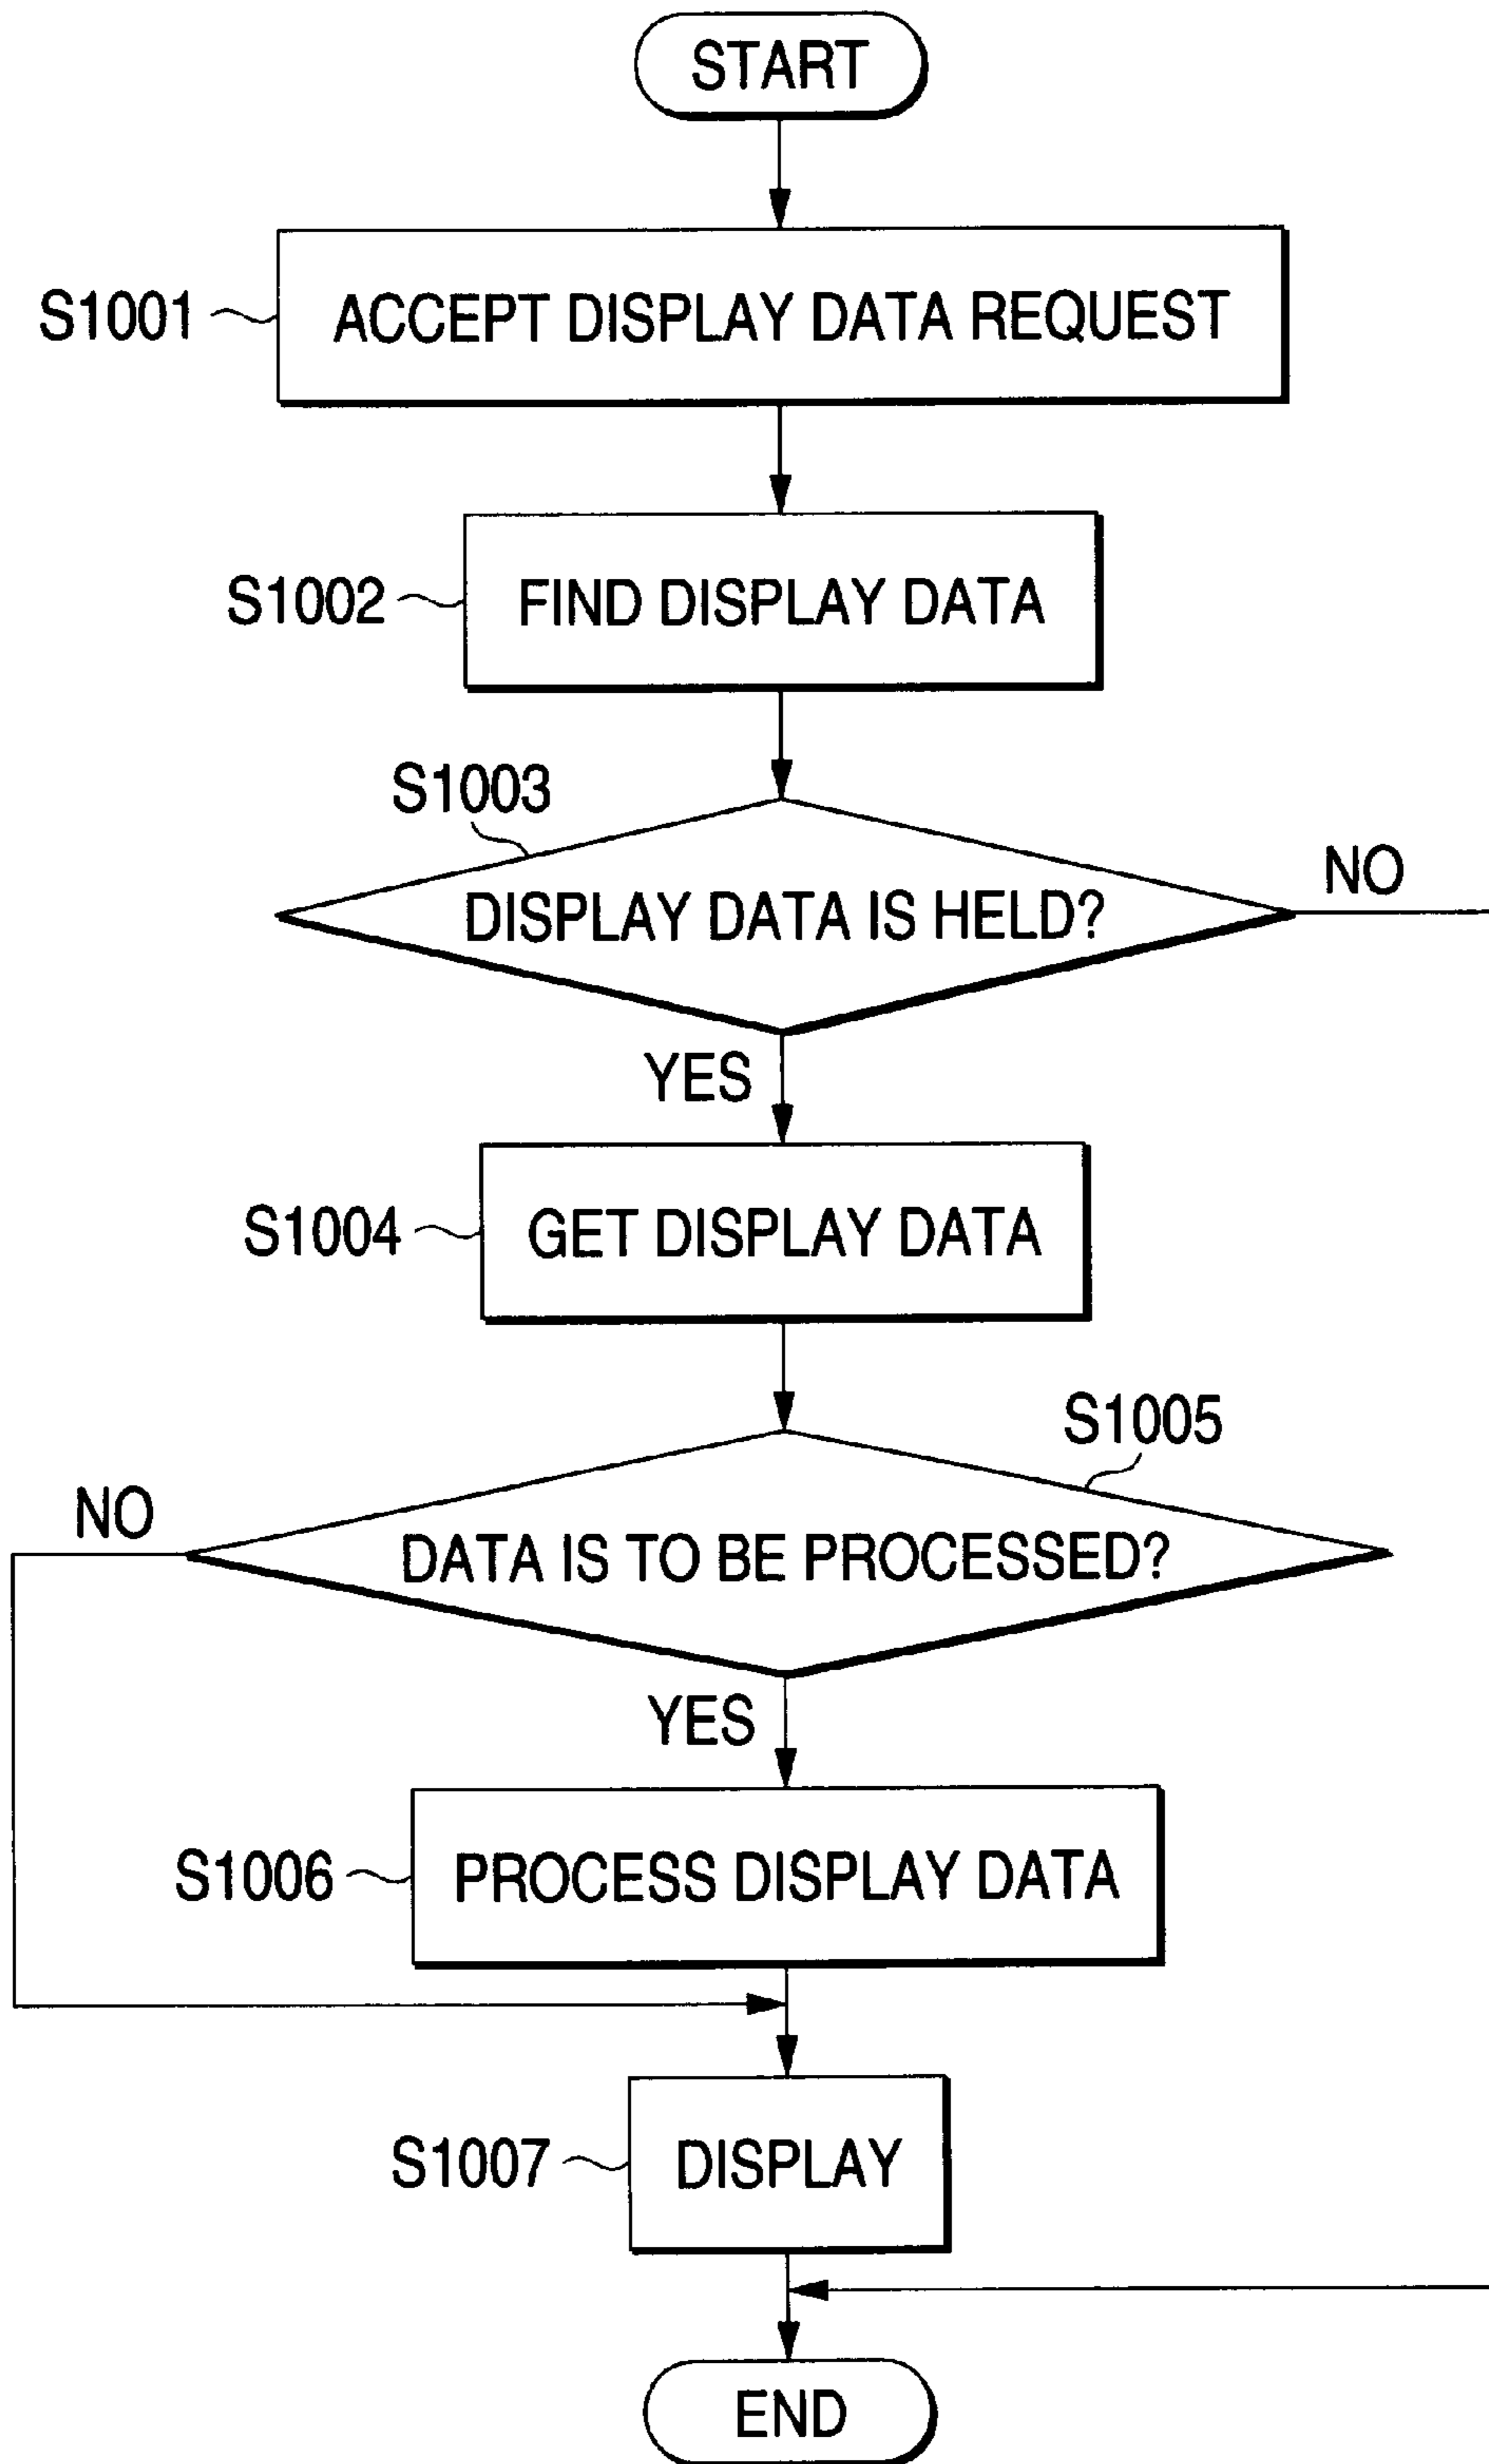 START
S1001
ACCEPT DISPLAY DATA REQUEST
S1002
FIND DISPLAY DATA
S1003
DISPLAY DATA IS HELD?
NO
YES
S1004
GET DISPLAY DATA
S1005
NO
DATA IS TO BE PROCESSED?
YES
S1006
PROCESS DISPLAY DATA
S1007
DISPLAY
END